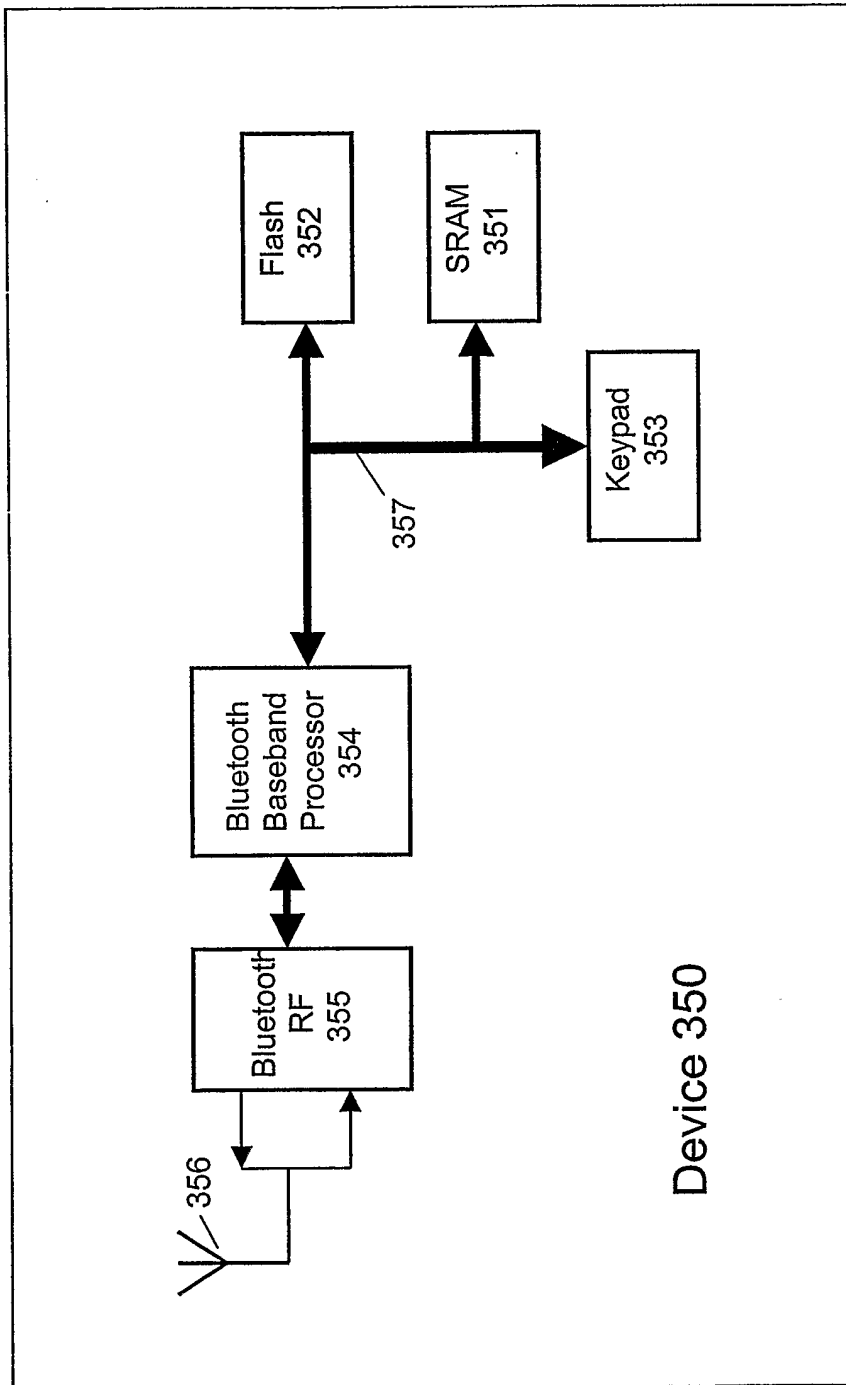 356
Bluetooth
RF
355
Bluetooth
Baseband
Processor
354
357
Flash
352
SRAM
351
Keypad
353
Device 350